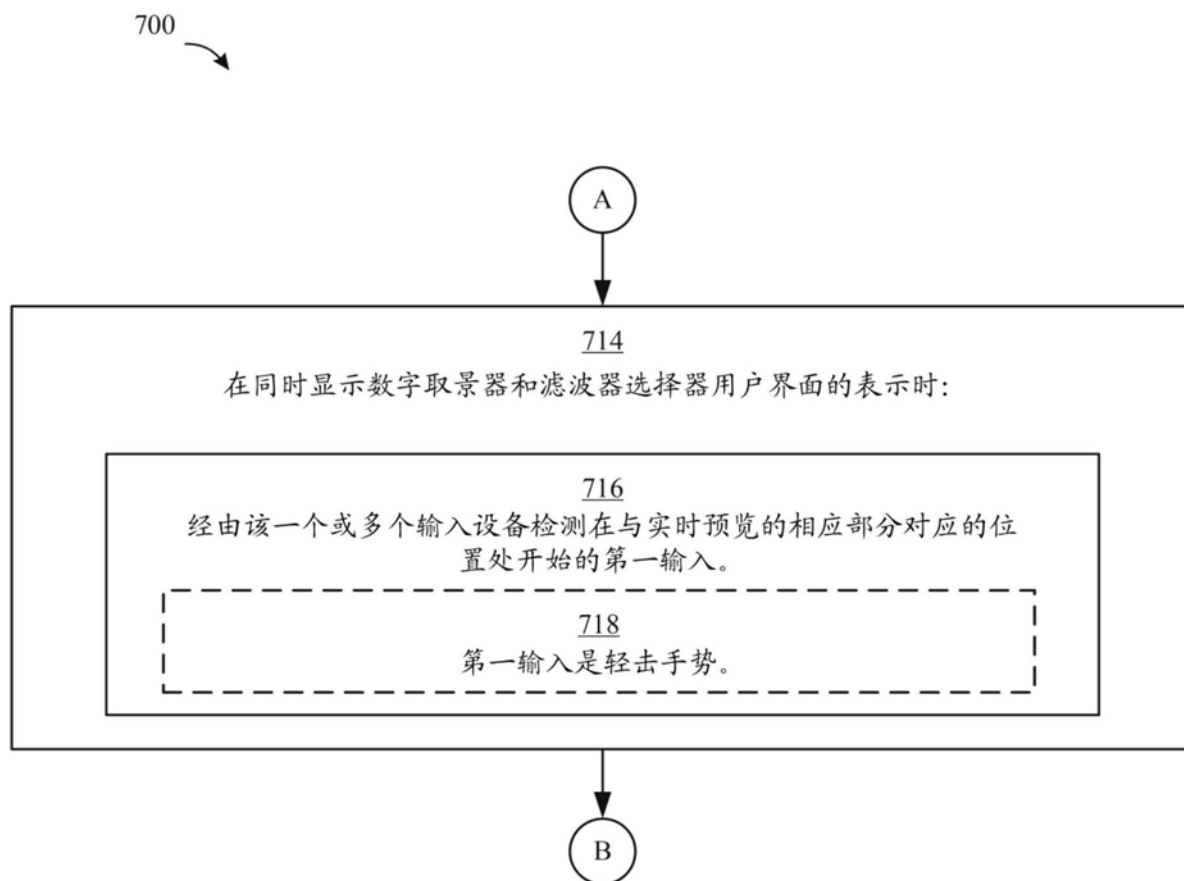 700
A
714
在同时显示数字取景器和滤波器选择器用户界面的表示时：
716
经由该一个或多个输入设备检测在与实时预览的相应部分对应的位
置处开始的第一输入。
718
第一输入是轻击手势。
B